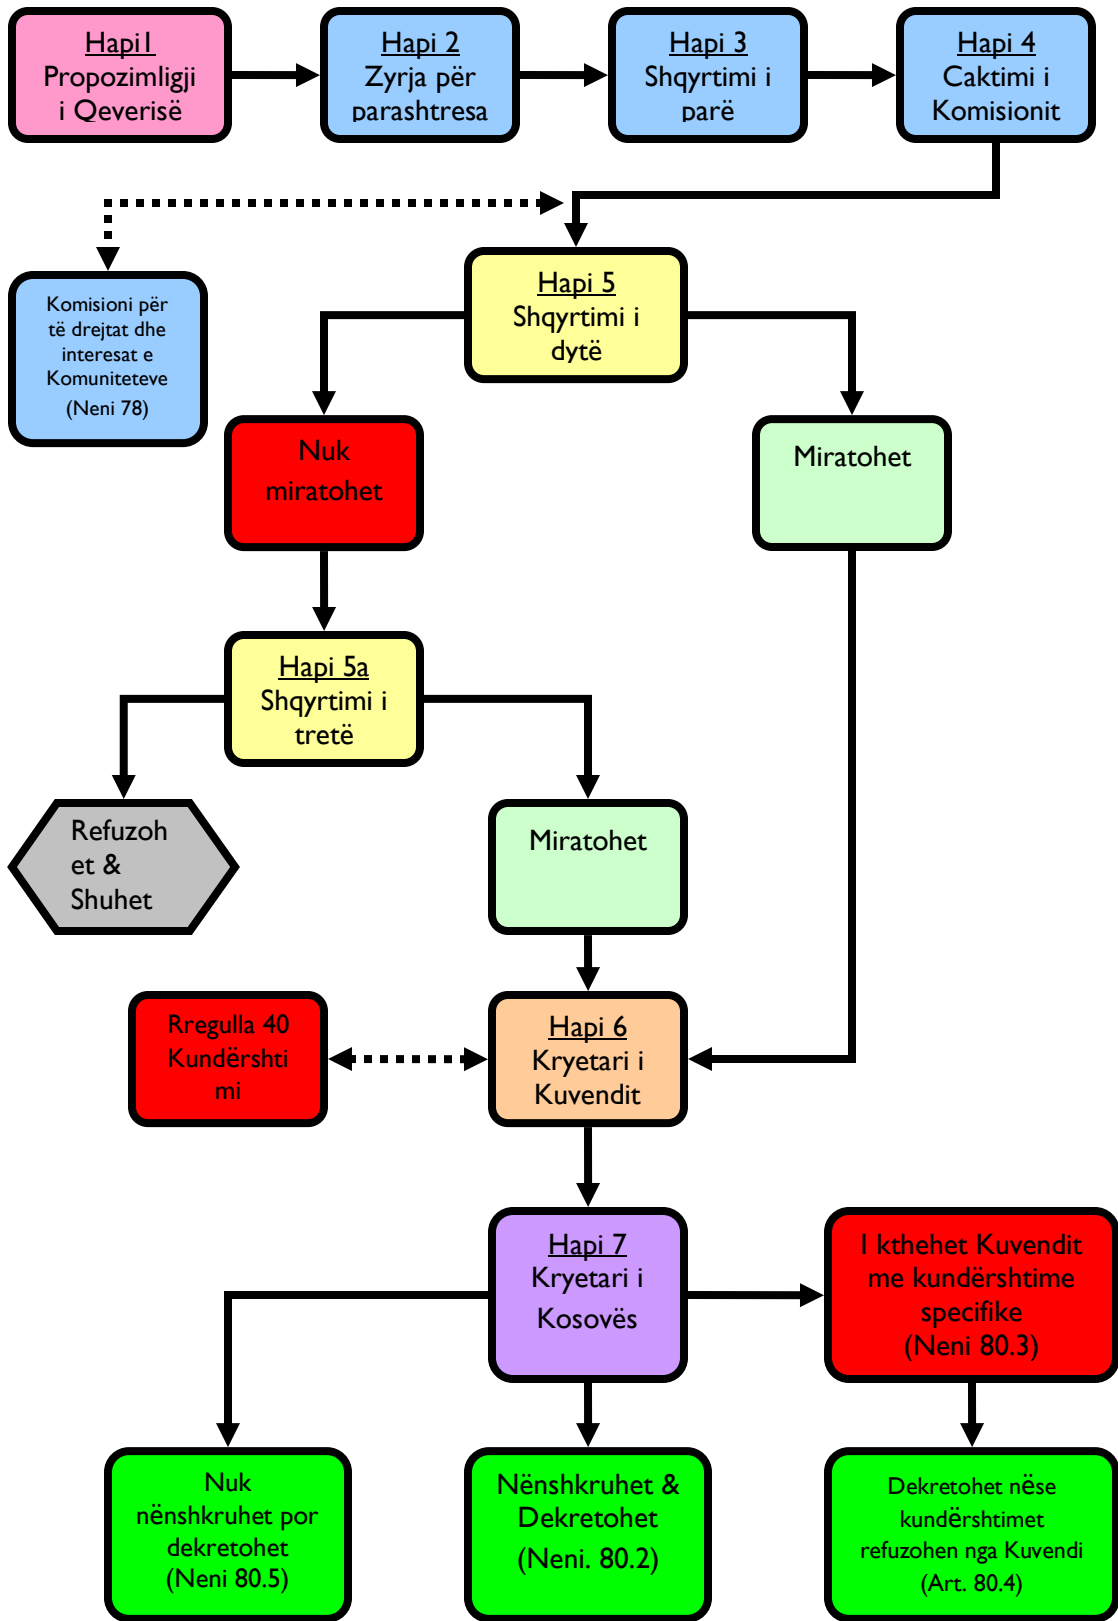 Hapi1
Propozimligji
i Qeverisë
Hapi 2
Zyrja për
parashtresa
Hapi 3
Shqyrtimi i
parë
Hapi 4
Caktimi i
Komisionit
Komisioni për
të drejtat dhe
interesat e
Komuniteteve
(Neni 78)
Hapi 5
Shqyrtimi i
dytë
Nuk
miratohet
Miratohet
Hapi 5a
Shqyrtimi i
tretë
Refuzoh
et &
Shuhet
Miratohet
Rregulla 40
Kundërshti
mi
Hapi 6
Kryetari i
Kuvendit
Hapi 7
Kryetari i
Kosovës
I kthehet Kuvendit
me kundërshtime
specifike
(Neni 80.3)
Nuk
nënshkruhet por
dekretohet
(Neni 80.5)
Nënshkruhet &
Dekretohet
(Neni. 80.2)
Dekretohet nëse
kundërshtimet
refuzohen nga Kuvendi
(Art. 80.4)